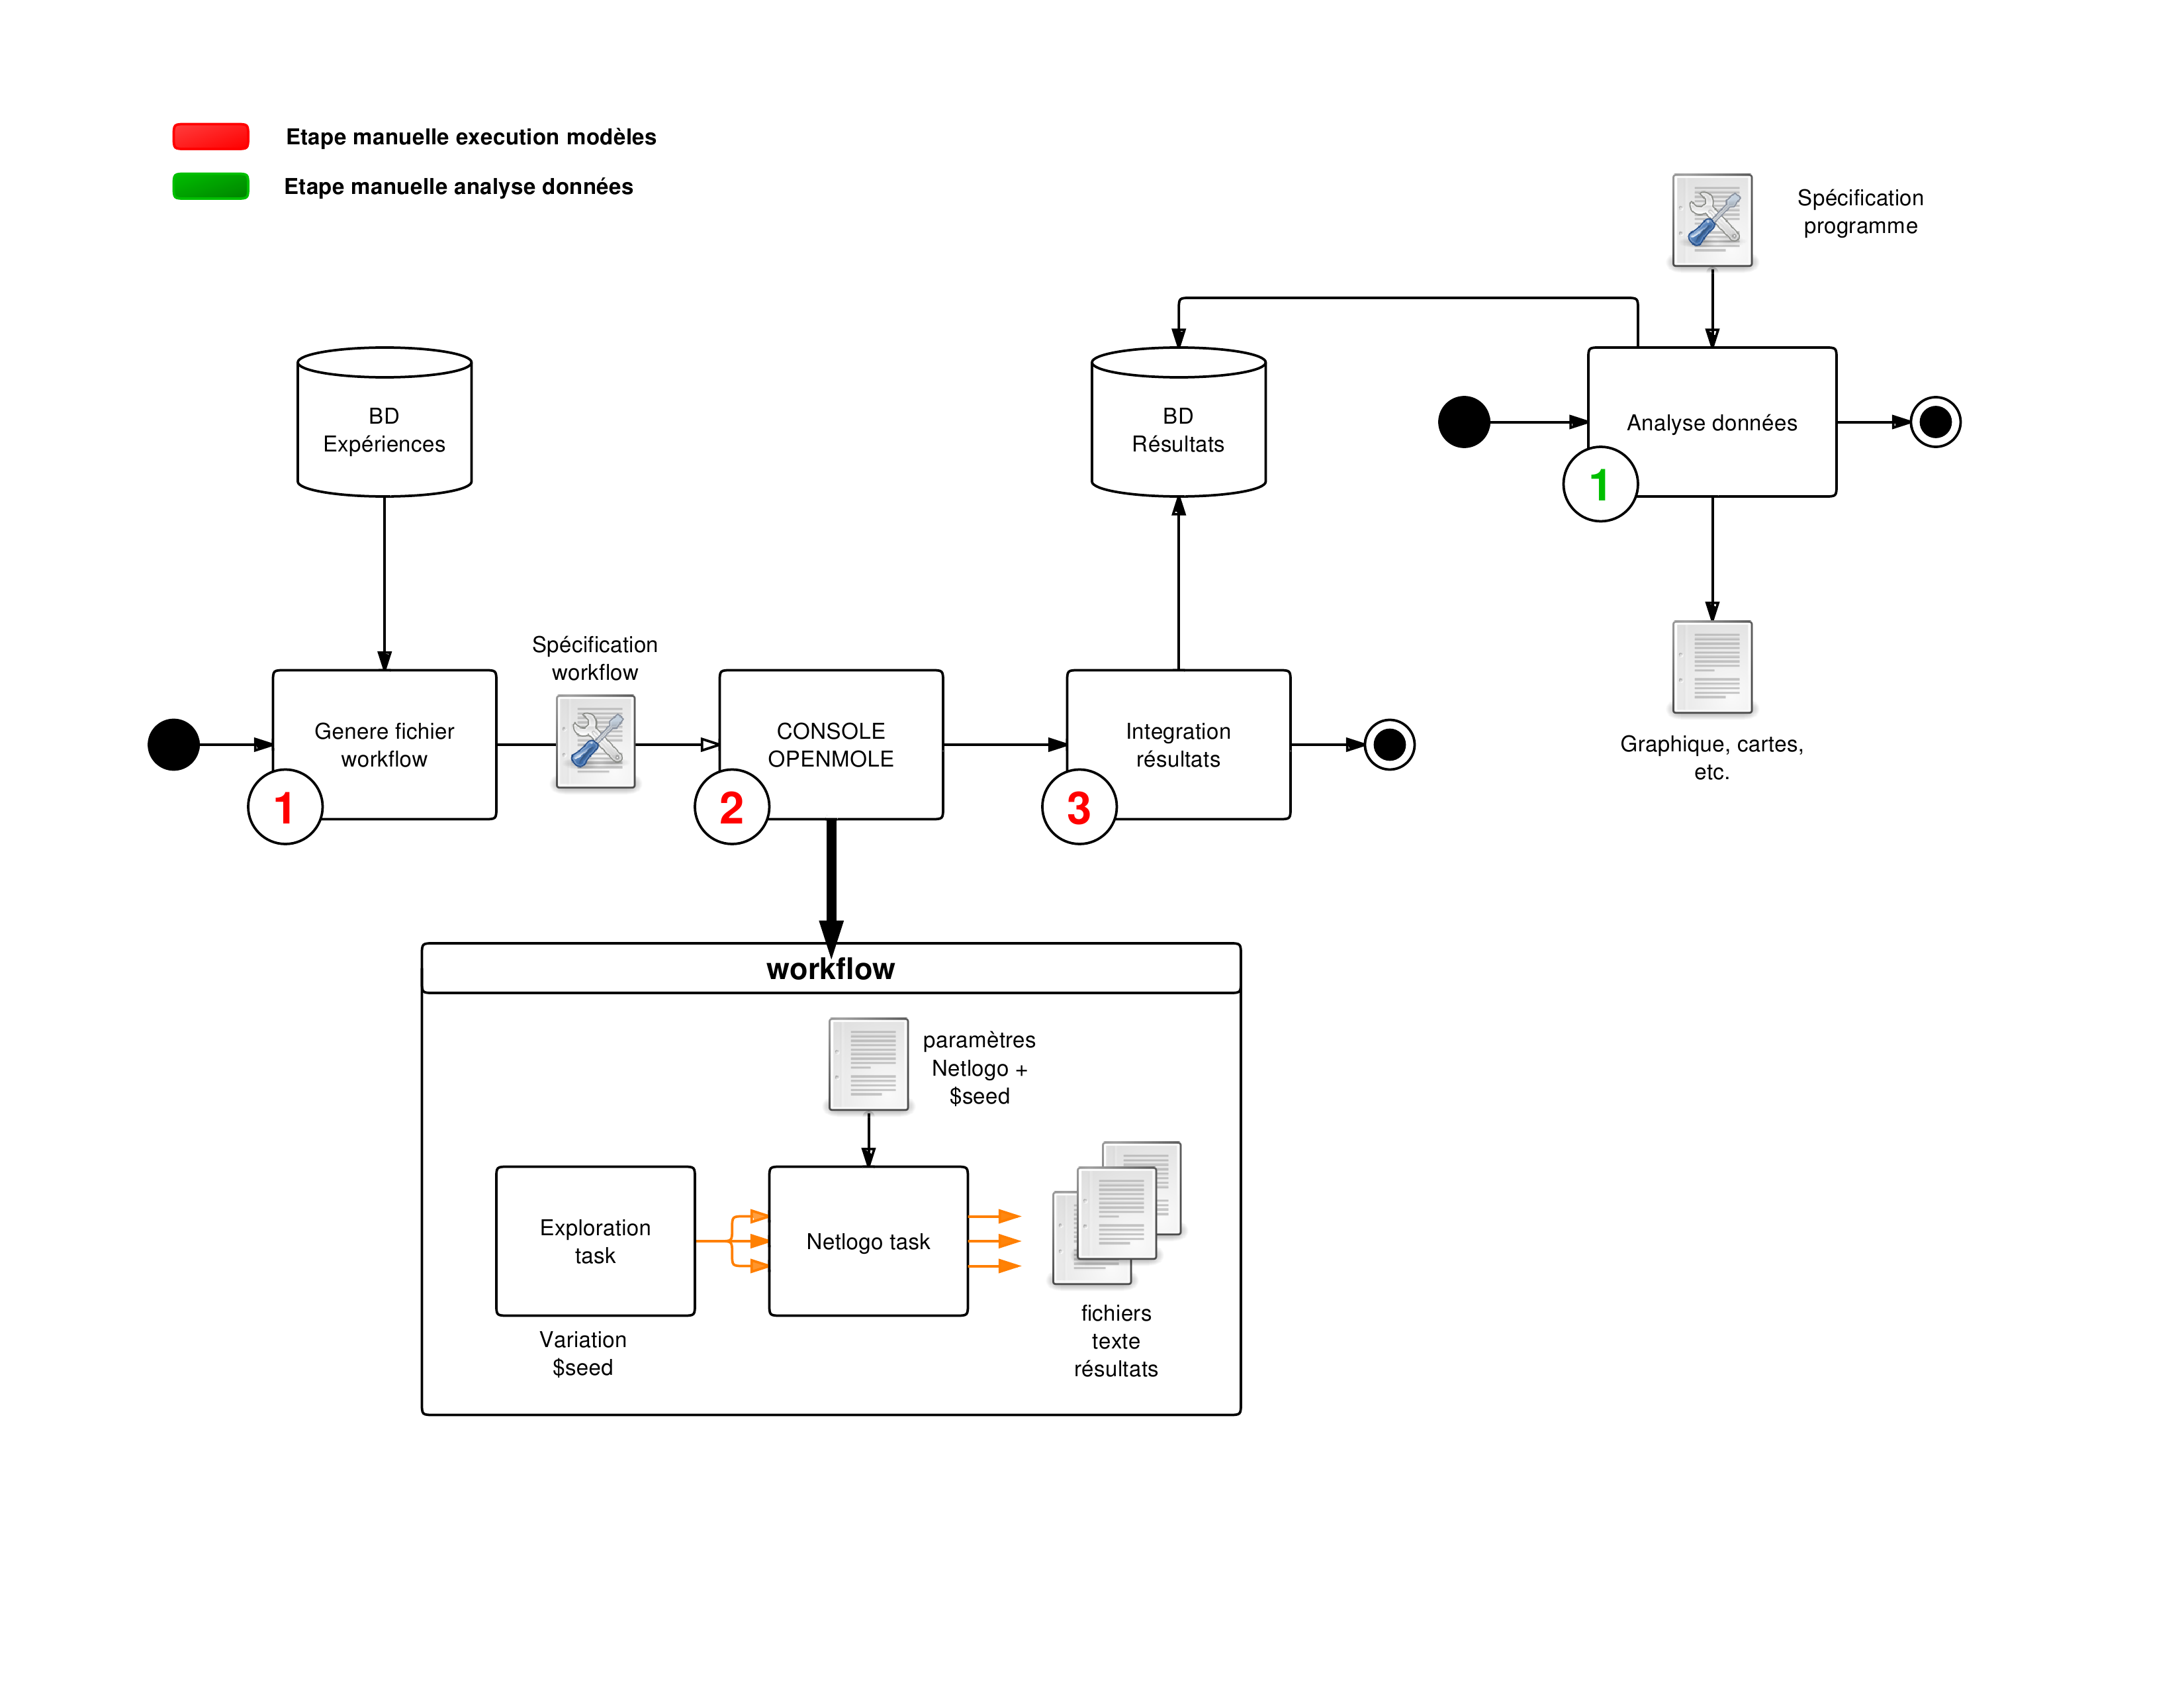 Etape manuelle execution modèles
Etape manuelle analyse données
Spécification
programme
BD
Expériences
BD
Résultats
Analyse données
1
Spécification
workflow
Genere fichier
workflow
1
CONSOLE
OPENMOLE
2
Integration
résultats
3
Graphique, cartes,
etc.
workflow
paramètres
Netlogo +
$seed
Exploration
task
Netlogo task
Variation
$seed
fichiers
texte
résultats